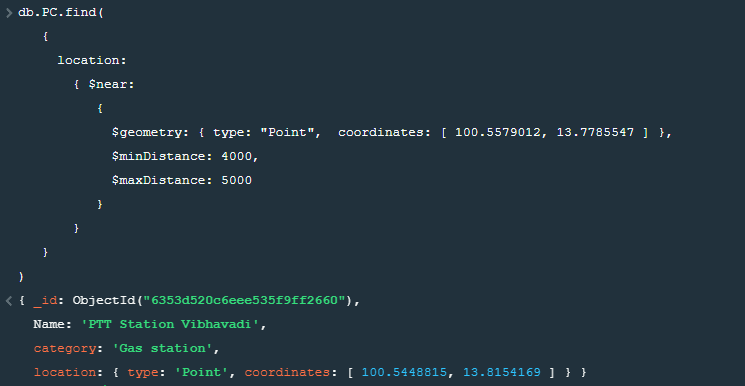 db.PC.find(
{
location:
{ $near:
{
$geometry: { type: "Point",  coordinates: [ 100.5579012, 13.7785547 ] },
$minDistance: 4000,
$maxDistance: 5000
}
}
}
)
{ _id: ObjectId("6353d520c6eee535f9ff2660"),
Name: 'PTT Station Vibhavadi',
category: 'Gas station',
location: { type: 'Point', coordinates: [ 100.5448815, 13.8154169 ] } }